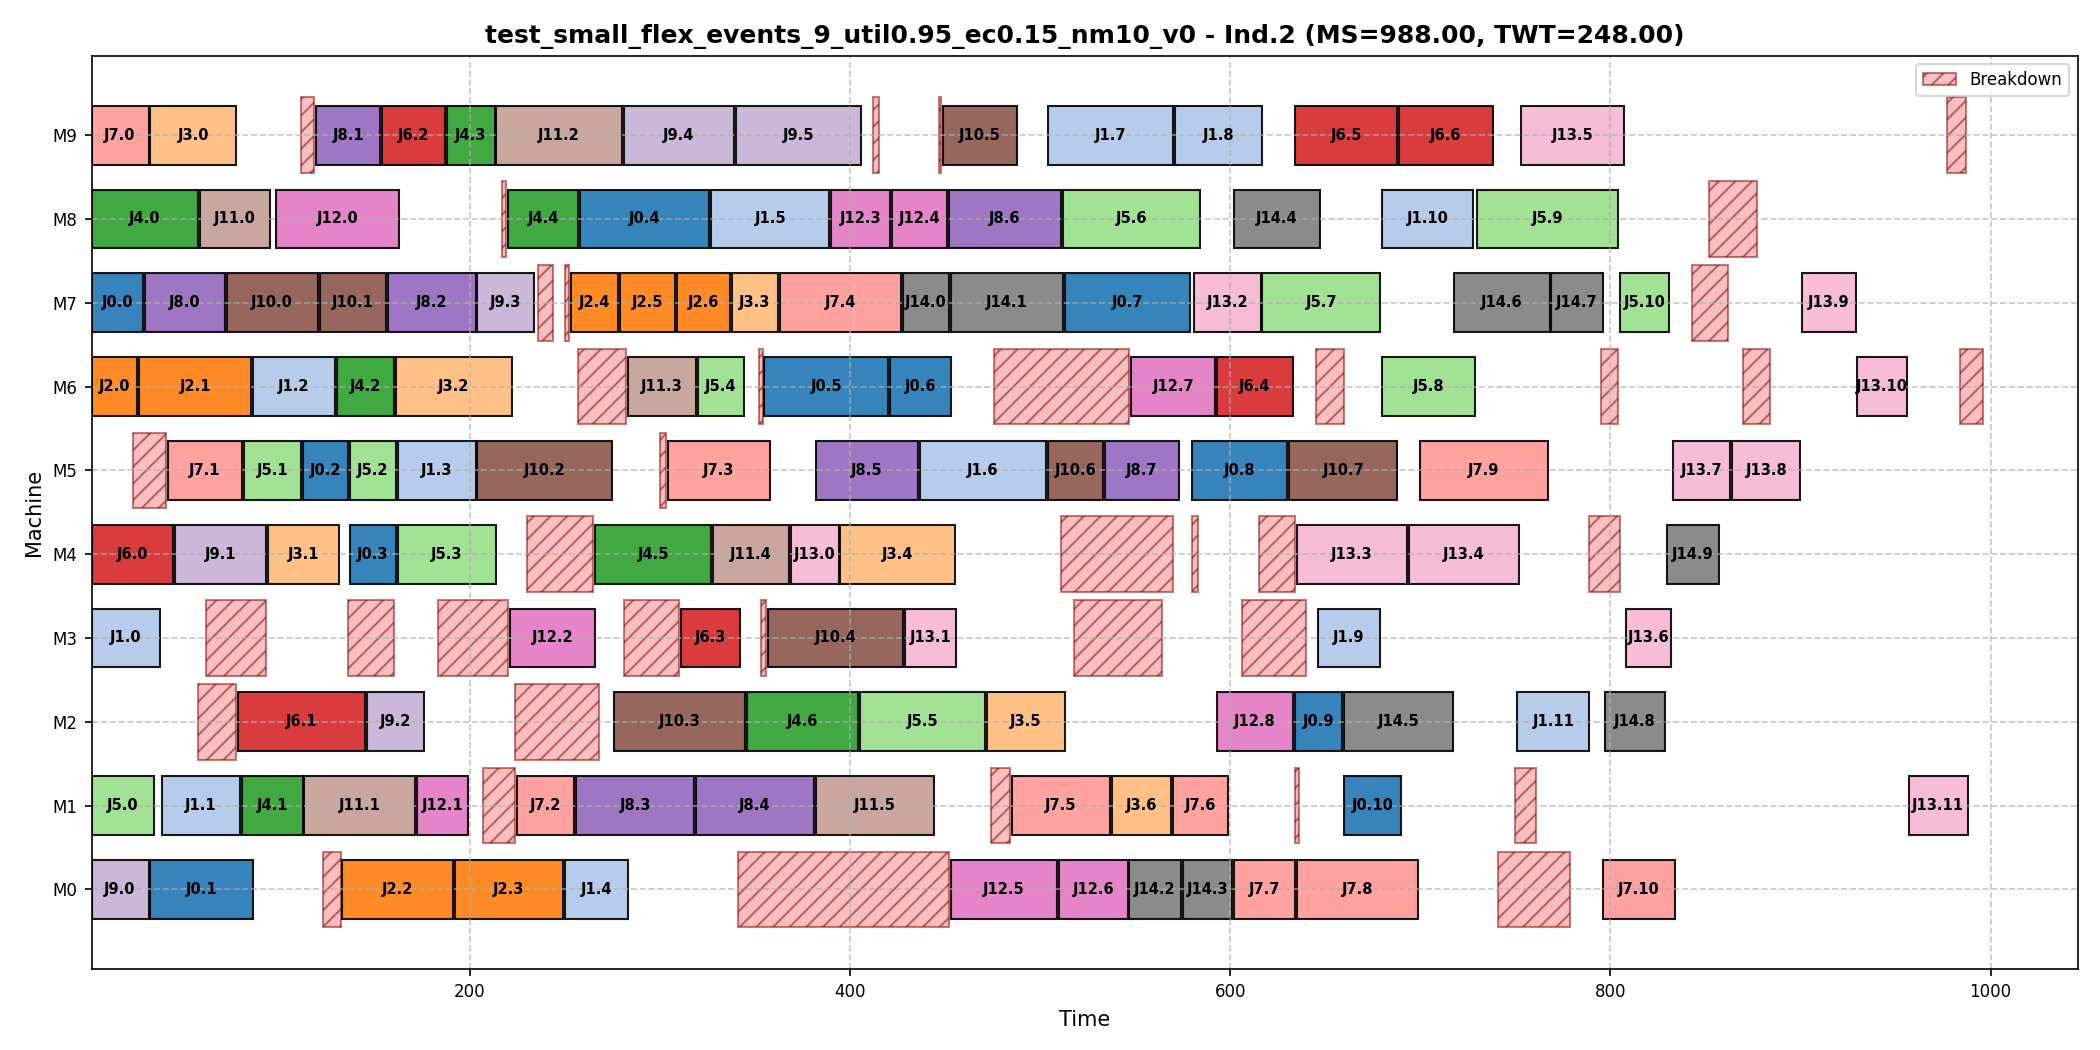 test_small_flex_events_9_util0.95_ec0.15_nm10_v0 - Ind.2 (MS=988.00, TWT=248.00)
Breakdown
M9 J7.0 J3.0 J8.1 J6.2 J4.3 J11.2 J9.4 J9.5 J10.5 J1.7 J1.8 J6.5 J6.6 J13.5
M8 J4.0 J11.0 J12.0 J4.4 J0.4 J1.5 J12.3 J12.4 J8.6 J5.6 J14.4 J1.10 J5.9
M7 J0.0 J8.0 J10.0 J10.1 J8.2 J9.3 J2.4 J2.5 J2.6 J3.3 J7.4 J14.0 J14.1 J0.7 J13.2 J5.7 J14.6 J14.7 J5.10 J13.9
M6 J2.0 J2.1 J1.2 J4.2 J3.2 J11.3 J5.4 J0.5 J0.6 J12.7 J6.4 J5.8 J13.10
M5 J7.1 J5.1 J0.2 J5.2 J1.3 J10.2 J7.3 J8.5 J1.6 J10.6 J8.7 J0.8 J10.7 J7.9 J13.7 J13.8
M4 J6.0 J9.1 J3.1 J0.3 J5.3 J4.5 J11.4 J13.0 J3.4 J13.3 J13.4 J14.9
M3 J1.0 J12.2 J6.3 J10.4 J13.1 J1.9 J13.6
M2 J6.1 J9.2 J10.3 J4.6 J5.5 J3.5 J12.8 J0.9 J14.5 J1.11 J14.8
M1 J5.0 J1.1 J4.1 J11.1 J12.1 J7.2 J8.3 J8.4 J11.5 J7.5 J3.6 J7.6 J0.10 J13.11
M0 J9.0 J0.1 J2.2 J2.3 J1.4 J12.5 J12.6 J14.2 J14.3 J7.7 J7.8 J7.10
Machine
200 400 600 800 1000
Time